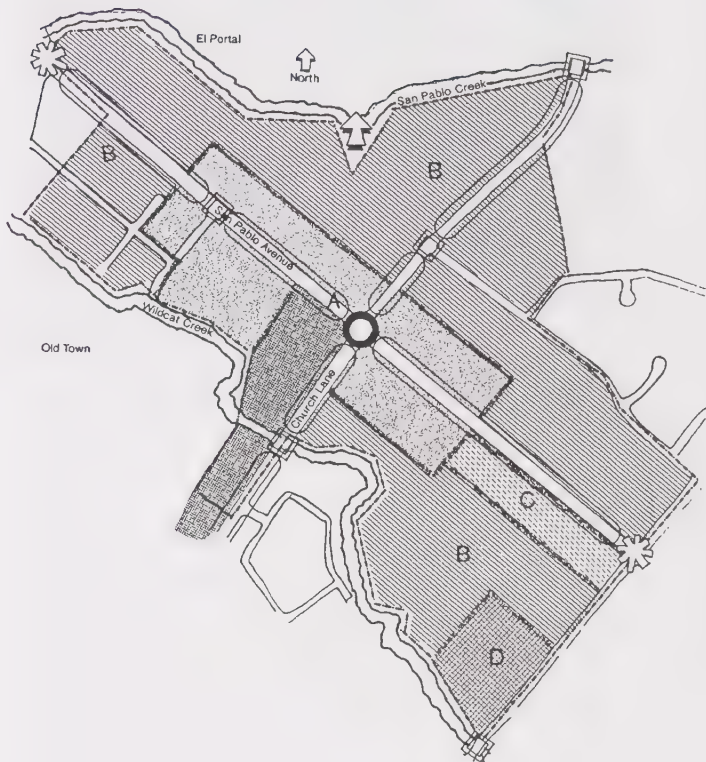 El Portal
North
San Pablo Creek
B
B
San Pablo Avenue
A
Wildcat Creek
Old Town
Church Lane
C
B
D